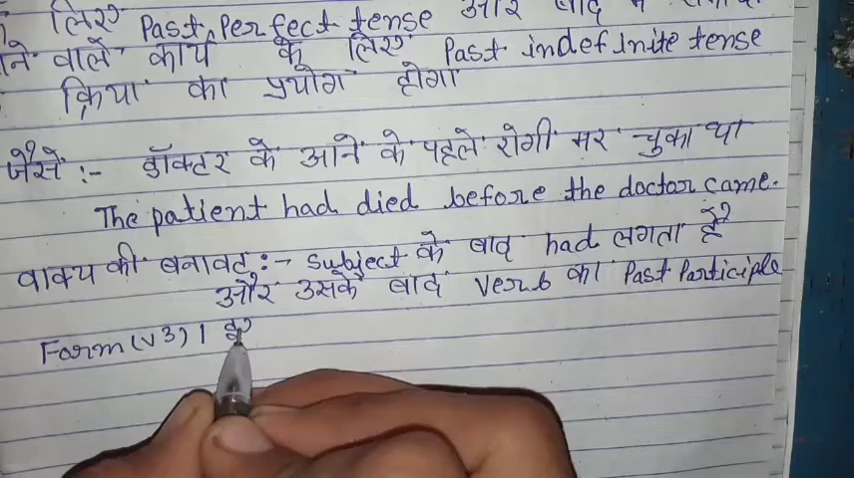 लिए Past Perfect tense और बाद में
ने वाले कार्य के लिए Past indefinite tense
क्रिया का प्रयोग होगा
जैसे :- डॉक्टर के आने के पहले रोगी मर चुका था
The patient had died before the doctor came.
वाक्य की बनावट :- Subject के बाद had लगता है
और उसके बाद verb का Past Participle
Form (v3) ।